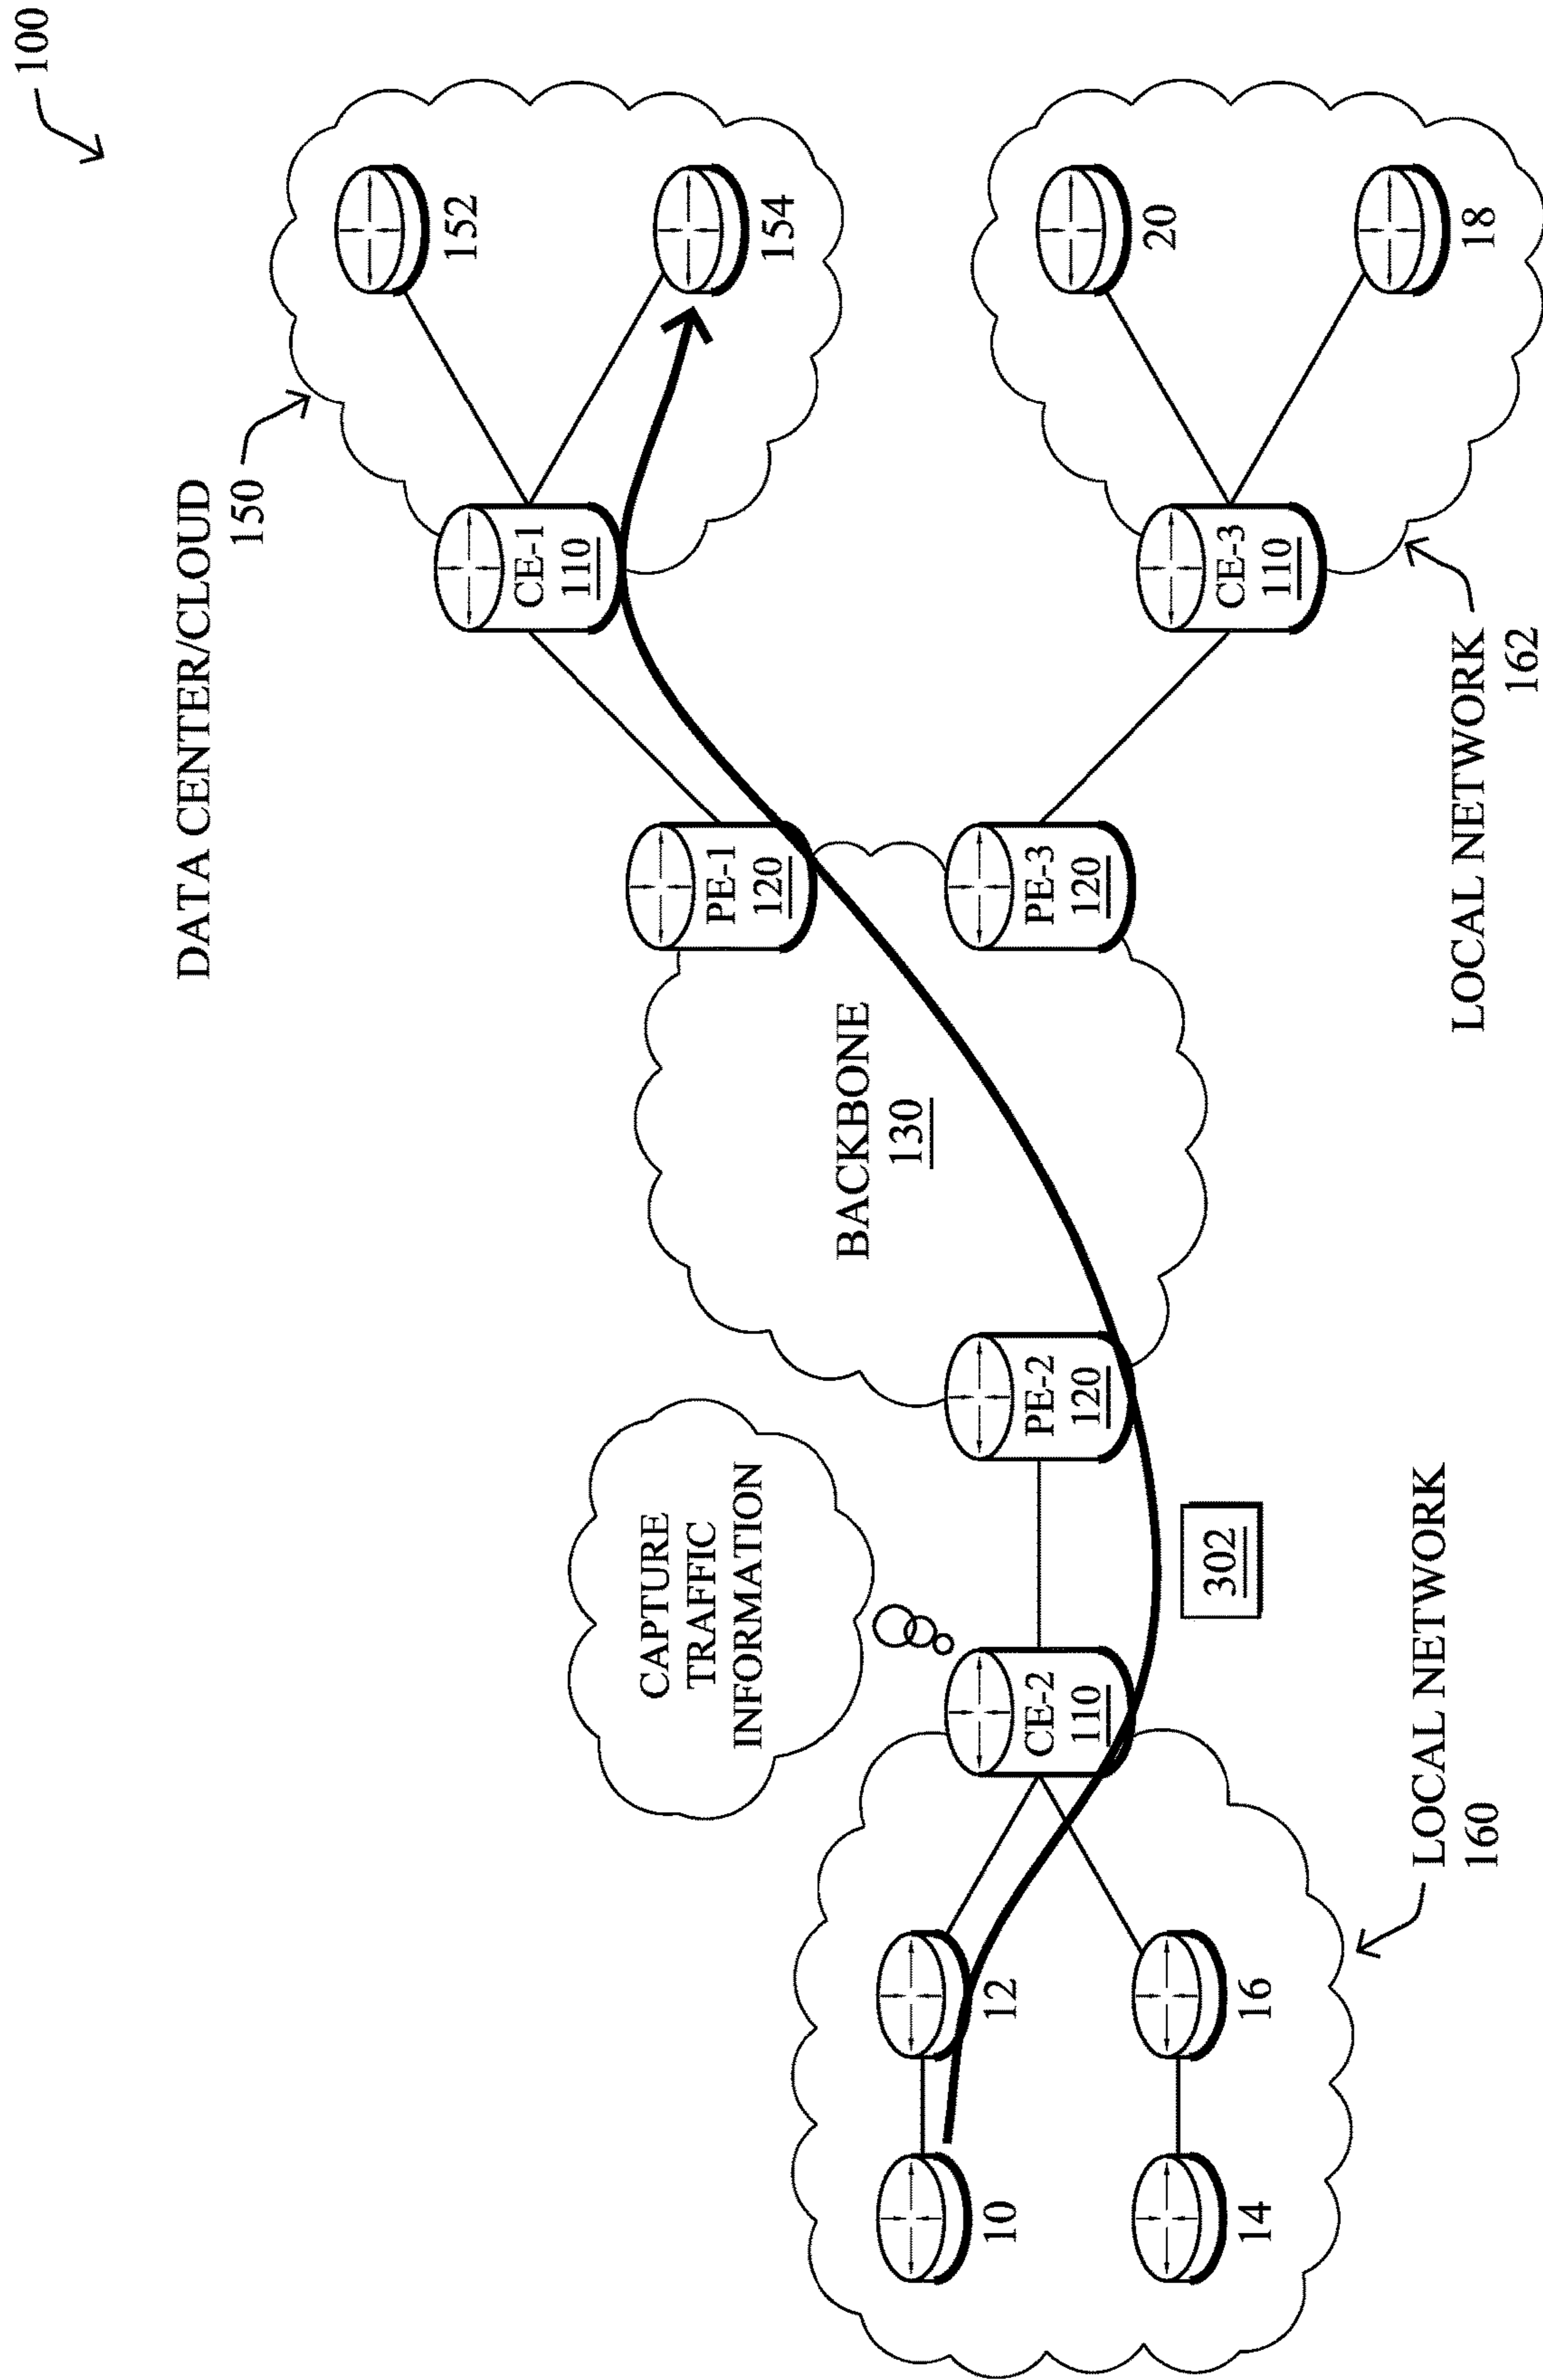 100
DATA CENTER/CLOUD
150
152
154
CE-1
110
PE-1
120
BACKBONE
130
PE-3
120
CE-3
110
20
18
LOCAL NETWORK
162
CAPTURE
TRAFFIC
INFORMATION
PE-2
120
302
CE-2
110
10
12
14
16
LOCAL NETWORK
160